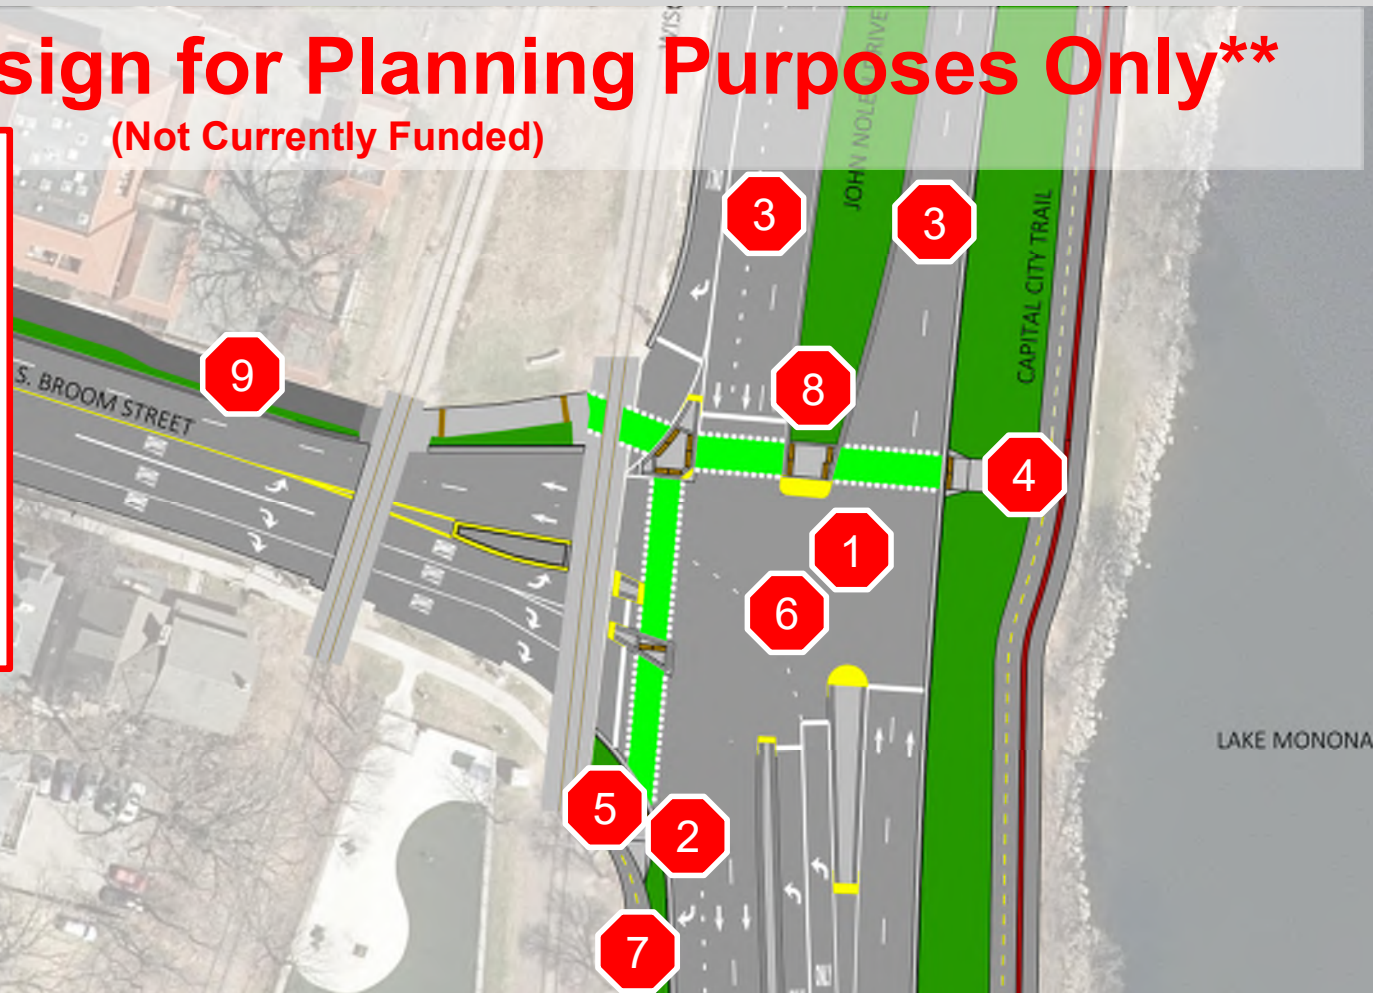 sign for Planning Purposes Only**
(Not Currently Funded)
JOHN NOLEN DRIVE
3
3
CAPITAL CITY TRAIL
9
S. BROOM STREET
8
4
1
6
LAKE MONONA
5
2
7
ONLY